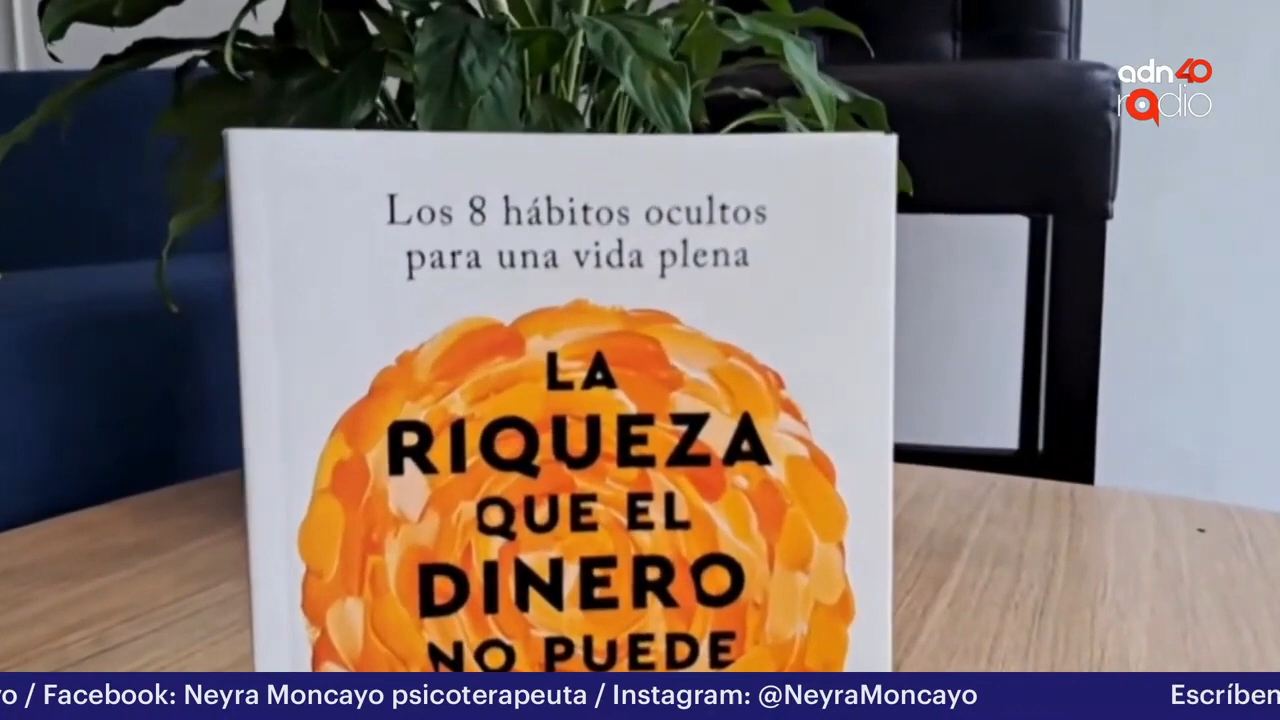 adn40
radio
Los 8 hábitos ocultos
para una vida plena
LA
RIQUEZA
QUE EL
DINERO
NO PUEDE
/ Facebook: Neyra Moncayo psicoterapeuta / Instagram: @NeyraMoncayo